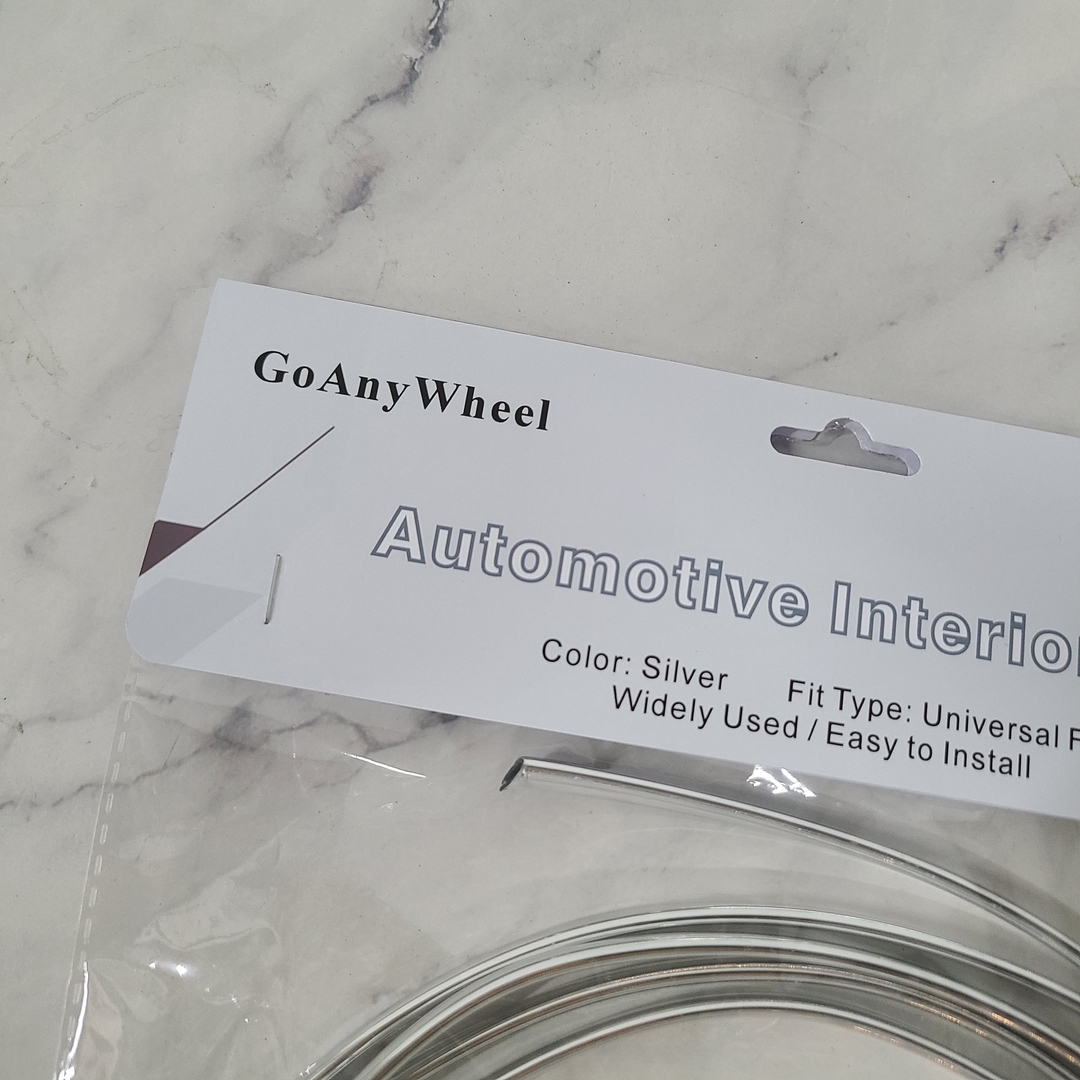 GoAnyWheel
Automotive Interior
Color: Silver Fit Type: Universal F
Widely Used / Easy to Install